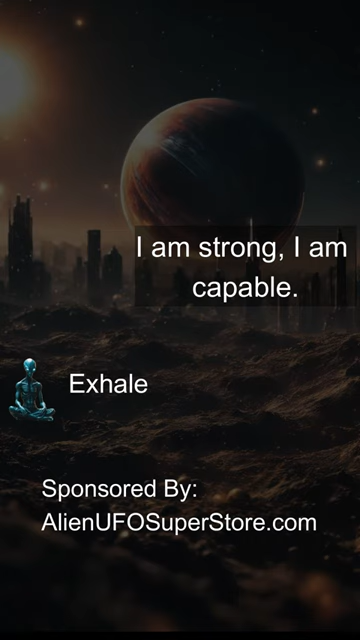 I am strong, I am
capable.
Exhale
Sponsored By:
AlienUFOSuperStore.com